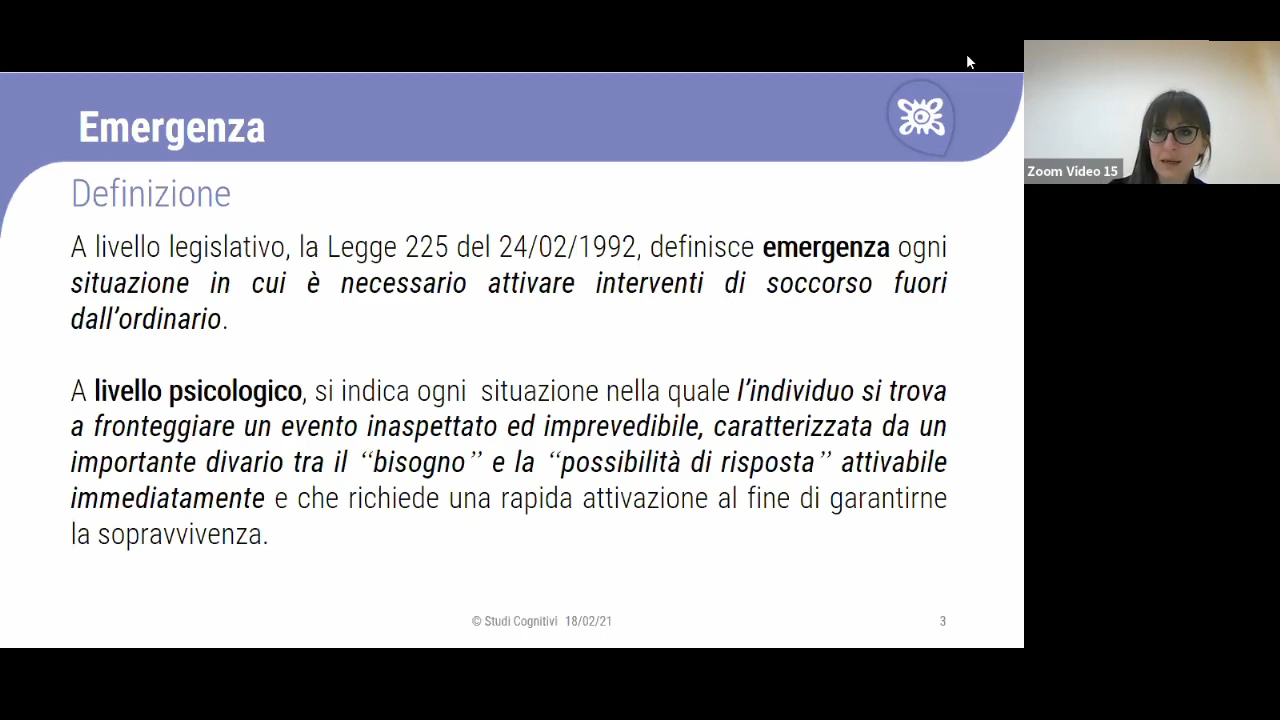 Emergenza
Definizione
A livello legislativo, la Legge 225 del 24/02/1992, definisce emergenza ogni
situazione in cui è necessario attivare interventi di soccorso fuori
dall’ordinario.
A livello psicologico, si indica ogni situazione nella quale l’individuo si trova
a fronteggiare un evento inaspettato ed imprevedibile, caratterizzata da un
importante divario tra il “bisogno” e la “possibilità di risposta” attivabile
immediatamente e che richiede una rapida attivazione al fine di garantirne
la sopravvivenza.
© Studi Cognitivi 18/02/21
3
Zoom Video 15